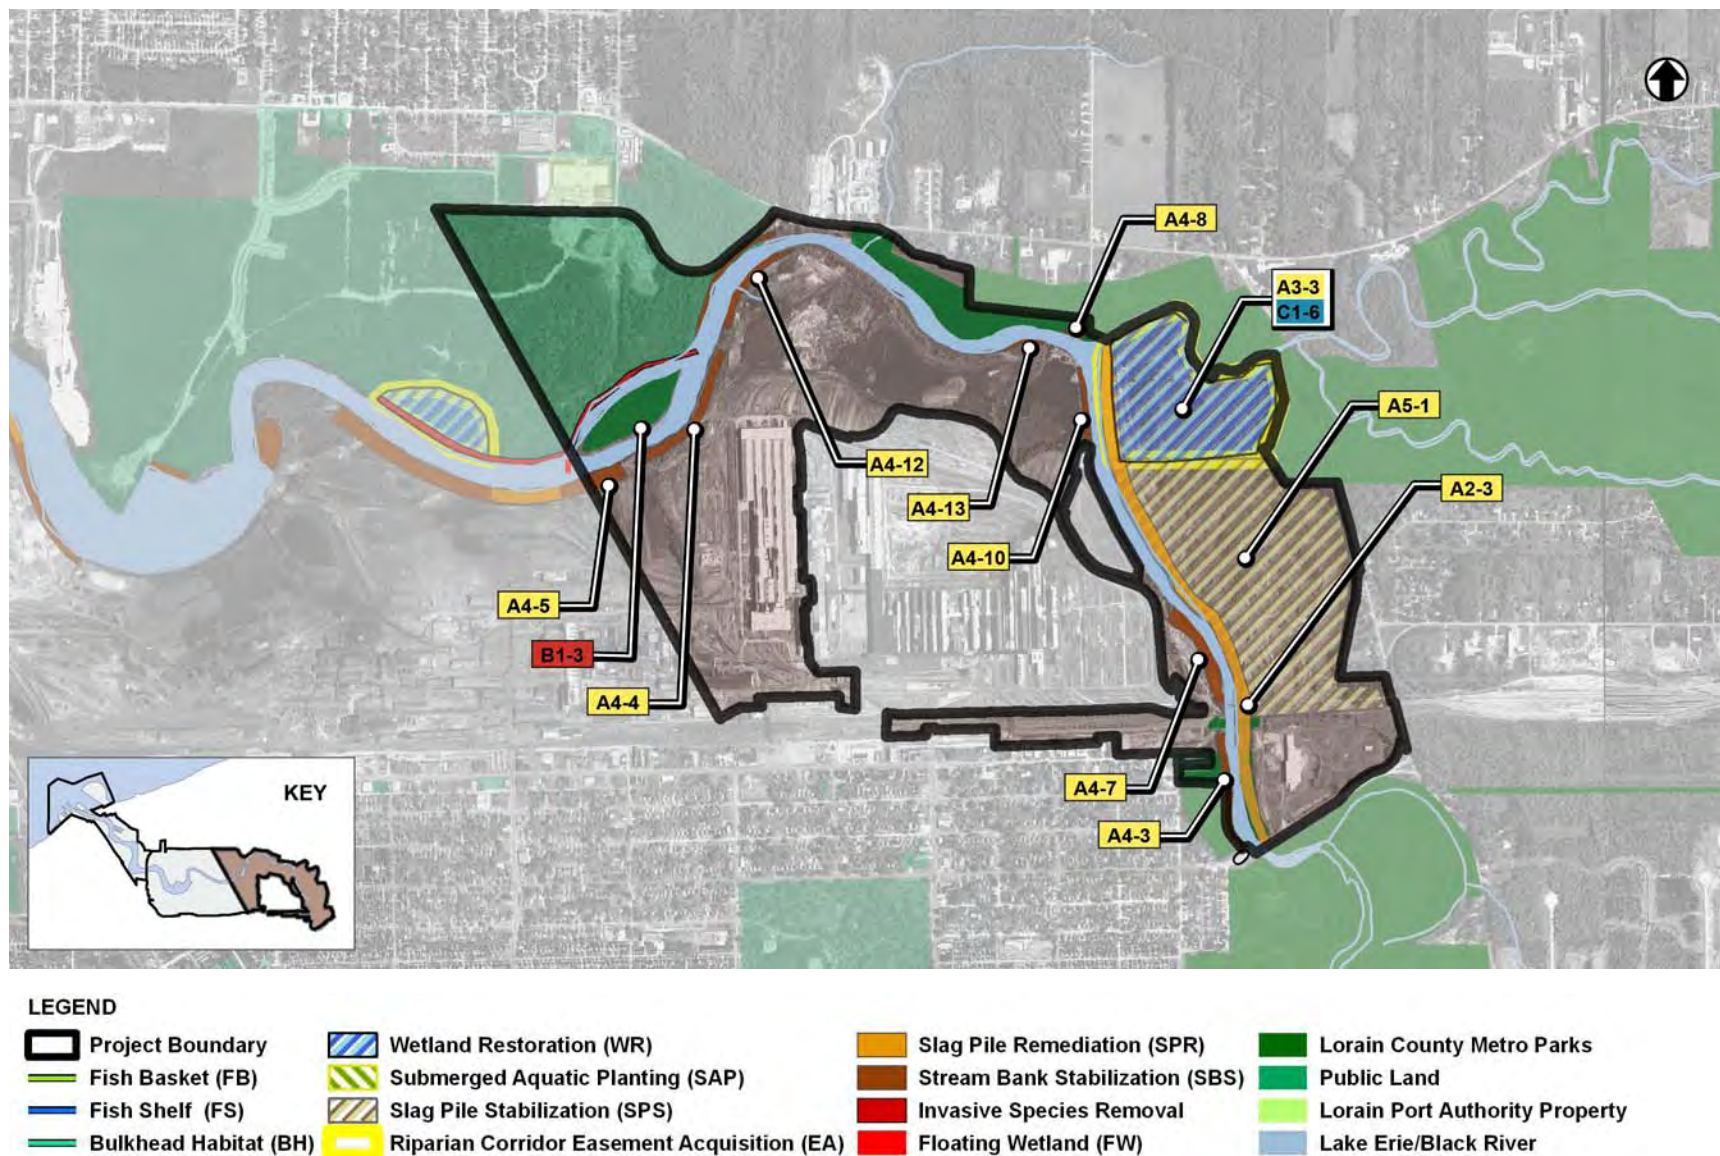 A4-8
A3-3
C1-6
A5-1
A4-12
A2-3
A4-13
A4-10
A4-5
B1-3
A4-4
A4-7
A4-3
KEY
LEGEND
Project Boundary
Fish Basket (FB)
Fish Shelf (FS)
Bulkhead Habitat (BH)
Wetland Restoration (WR)
Submerged Aquatic Planting (SAP)
Slag Pile Stabilization (SPS)
Riparian Corridor Easement Acquisition (EA)
Slag Pile Remediation (SPR)
Stream Bank Stabilization (SBS)
Invasive Species Removal
Floating Wetland (FW)
Lorain County Metro Parks
Public Land
Lorain Port Authority Property
Lake Erie/Black River